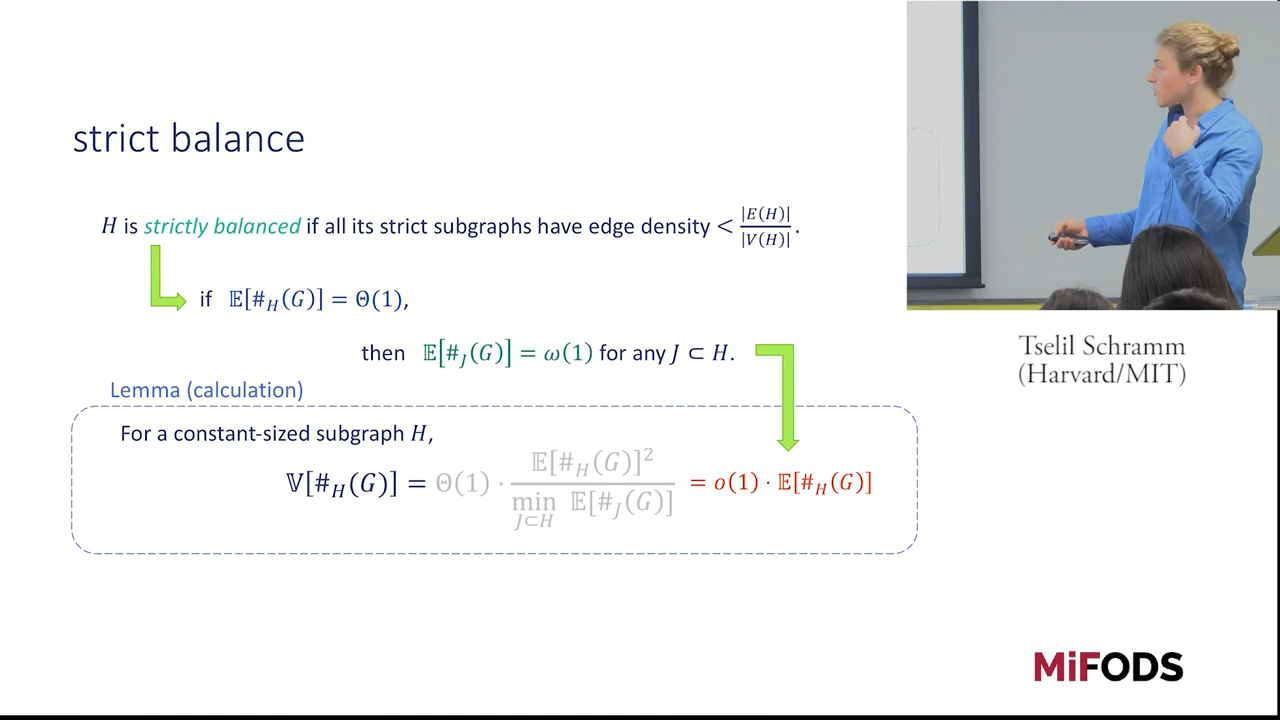 strict balance
H is strictly balanced if all its strict subgraphs have edge density < |E(H)| / |V(H)|.
if 𝔼[#_H(G)] = Θ(1),
then 𝔼[#_J(G)] = ω(1) for any J ⊂ H.
Lemma (calculation)
For a constant-sized subgraph H,
𝕍[#_H(G)] = Θ(1) · 𝔼[#_H(G)]² / min_{J⊂H} 𝔼[#_J(G)] = o(1) · 𝔼[#_H(G)]
Tselil Schramm
(Harvard/MIT)
MiFODS